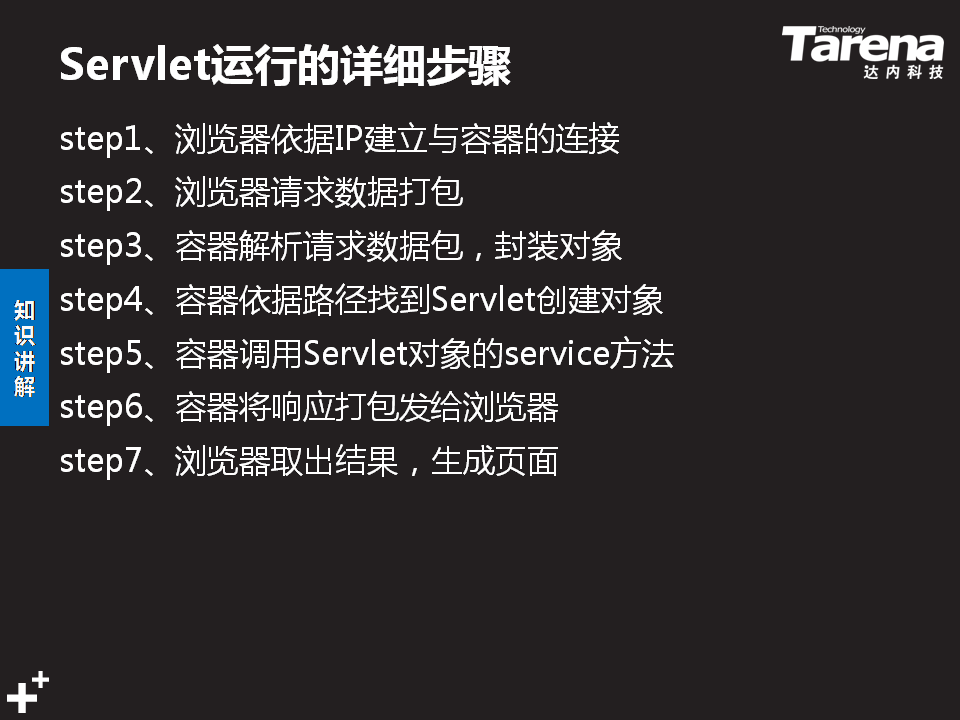 Servlet运行的详细步骤
Technology
Tarena
达内科技
step1、浏览器依据IP建立与容器的连接
step2、浏览器请求数据打包
step3、容器解析请求数据包，封装对象
step4、容器依据路径找到Servlet创建对象
step5、容器调用Servlet对象的service方法
step6、容器将响应打包发给浏览器
step7、浏览器取出结果，生成页面
知识讲解